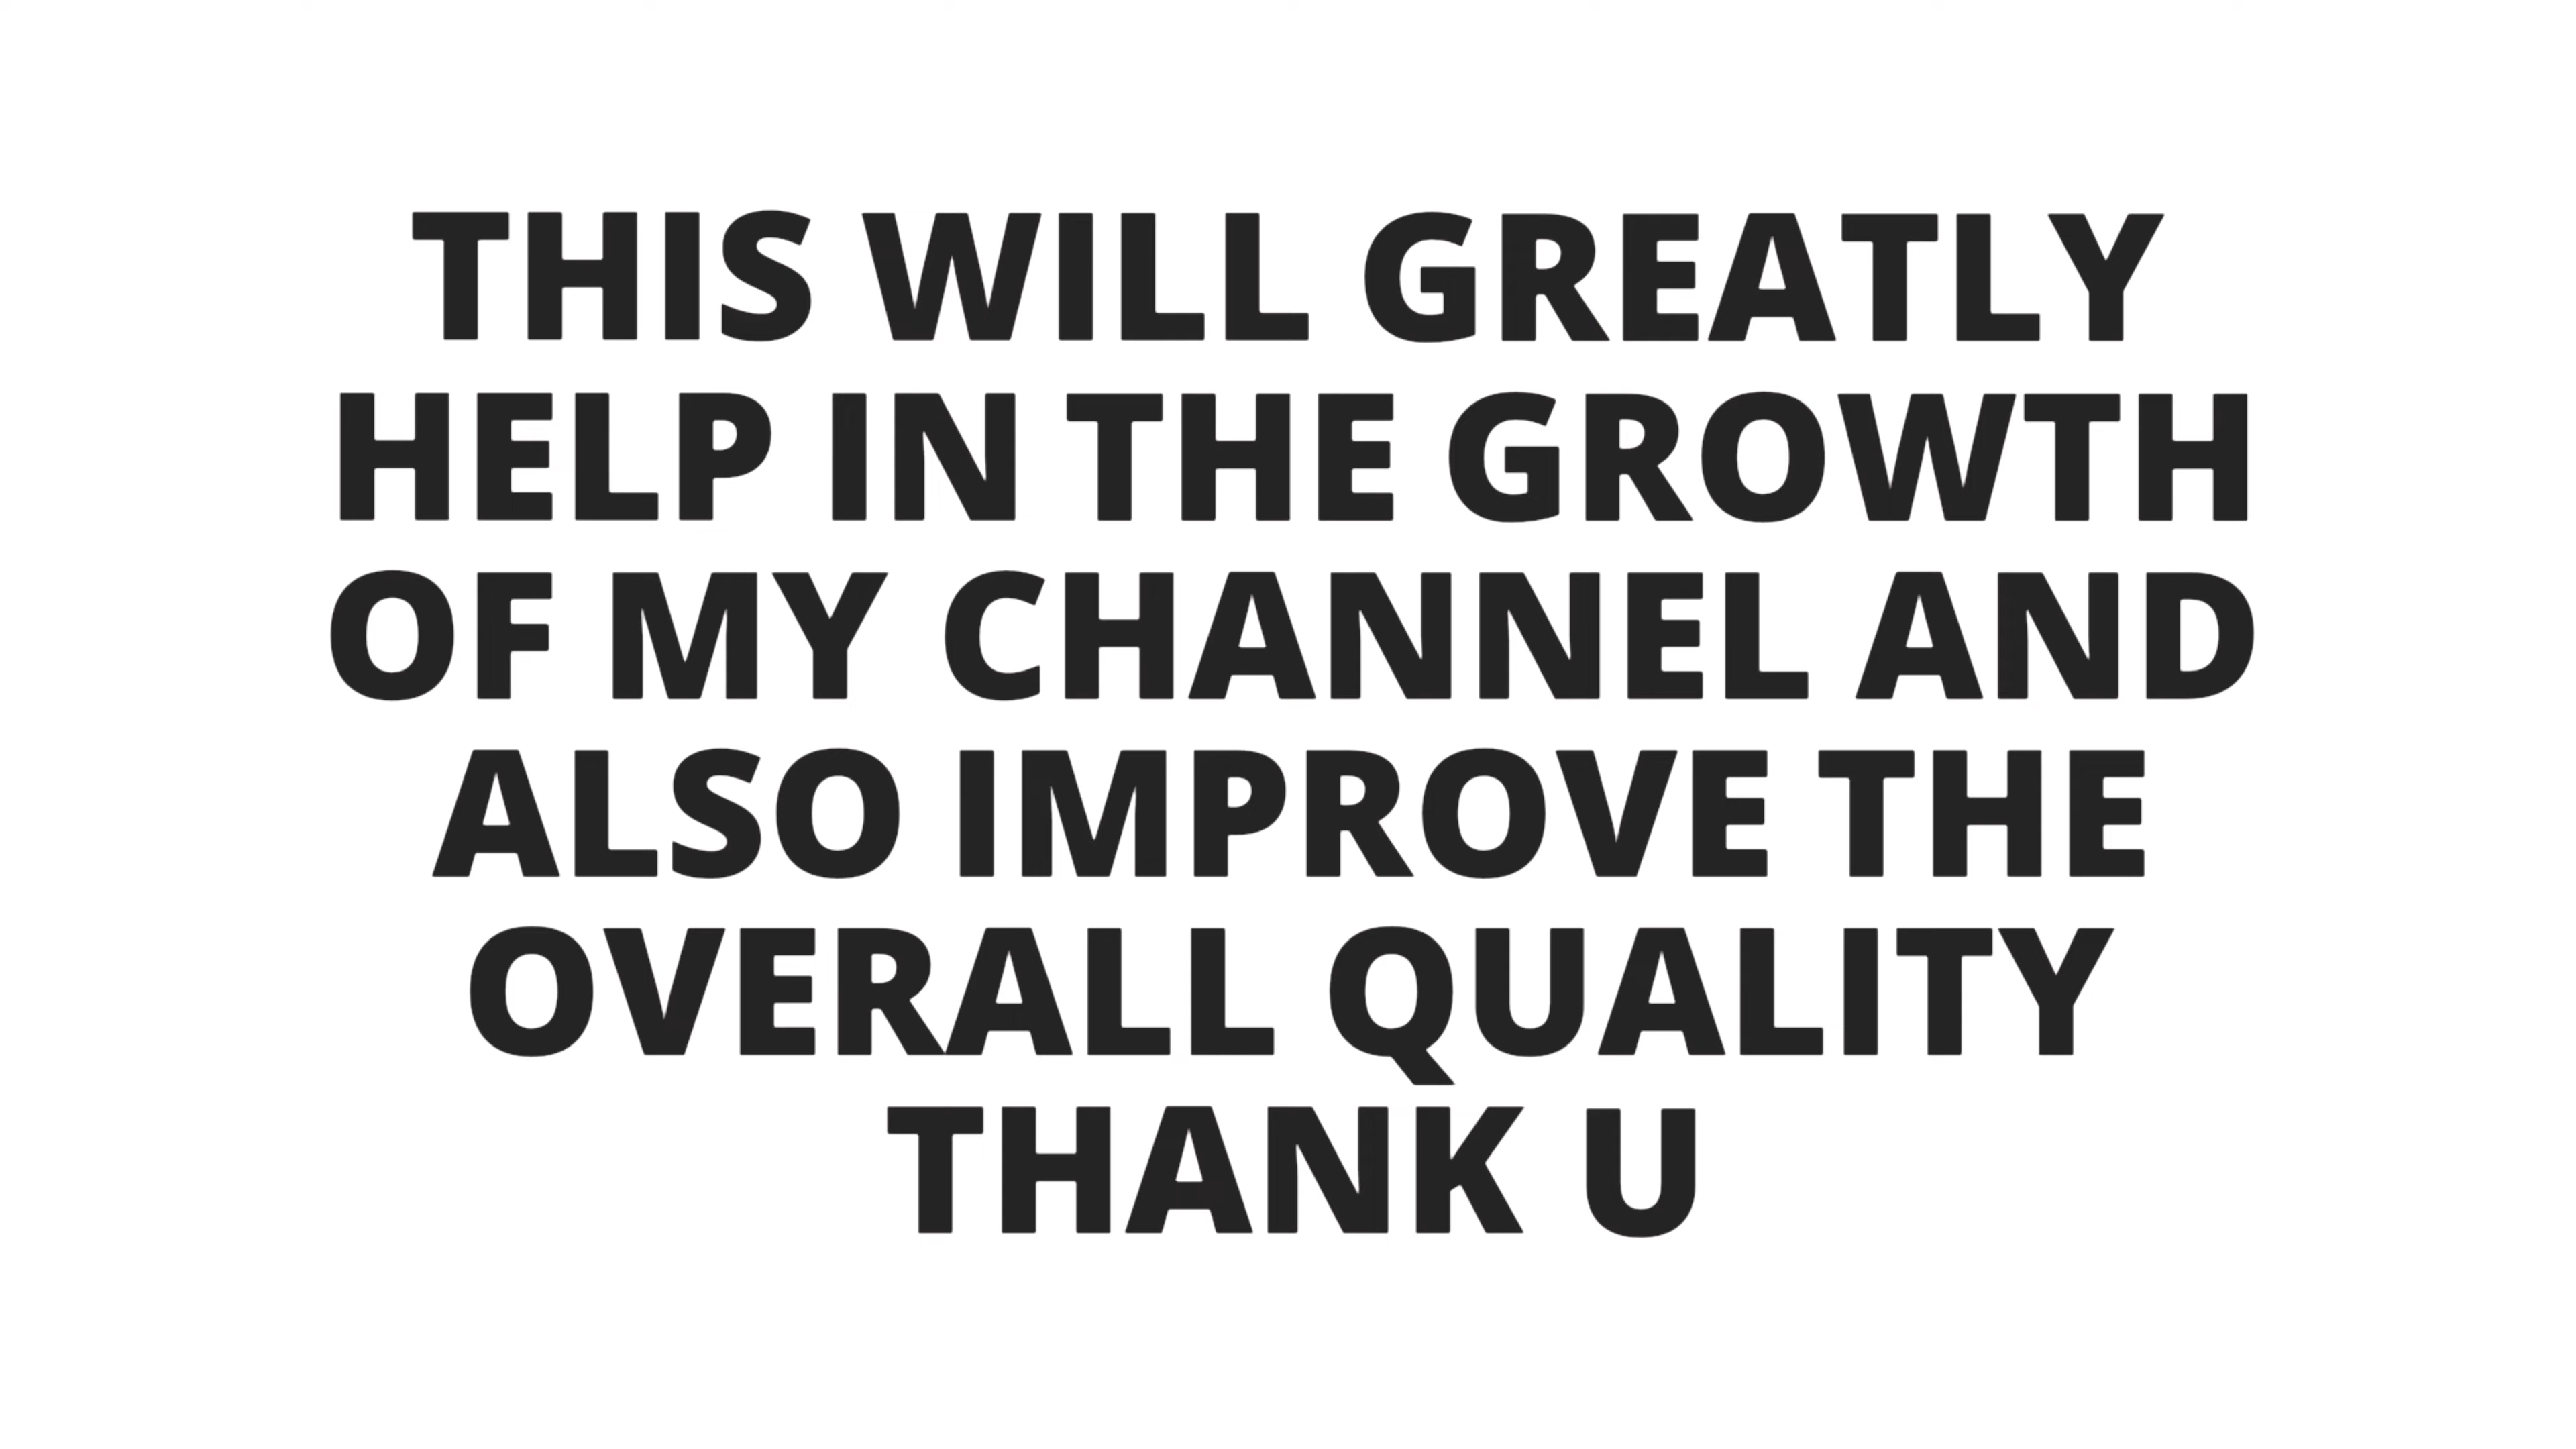 THIS WILL GREATLY
HELP IN THE GROWTH
OF MY CHANNEL AND
ALSO IMPROVE THE
OVERALL QUALITY
THANK U